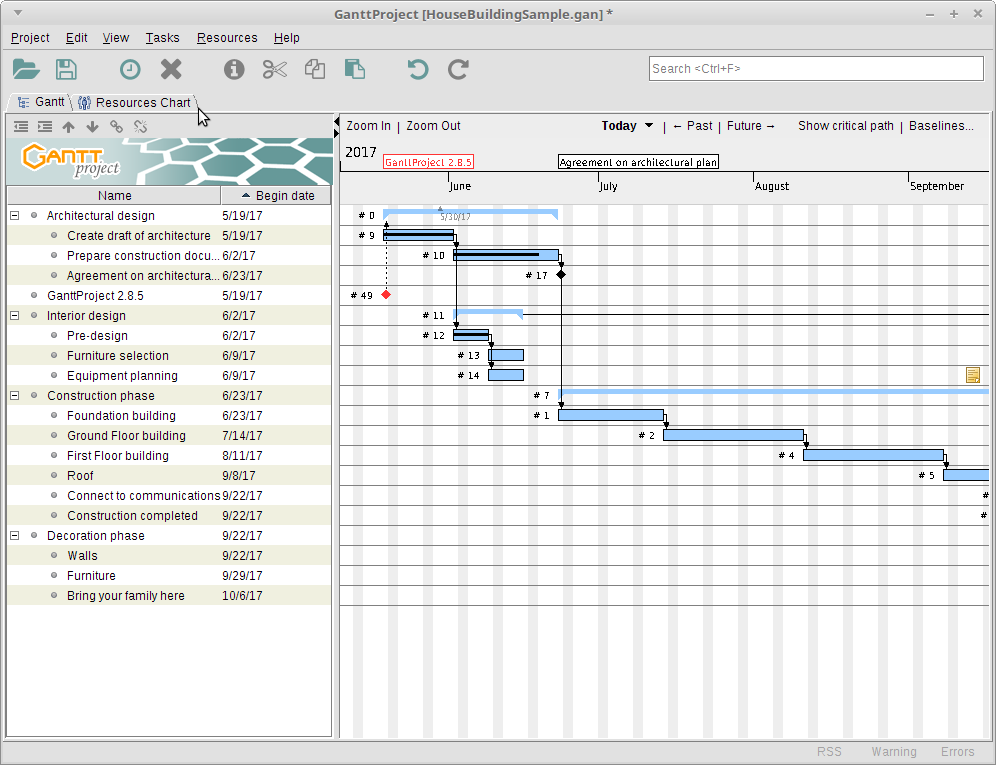 GanttProject [HouseBuildingSample.gan] *
Project Edit View Tasks Resources Help
Search <Ctrl+F>
Gantt Resources Chart
Zoom In | Zoom Out Today | ← Past | Future → Show critical path | Baselines...
GANTT project
2017
GanttProject 2.8.5 Agreement on architectural plan
June July August September
Name Begin date
Architectural design 5/19/17 # 0 5/30/17
Create draft of architecture 5/19/17 # 9
Prepare construction docu... 6/2/17 # 10
Agreement on architectura... 6/23/17 # 17
GanttProject 2.8.5 5/19/17 # 49
Interior design 6/2/17 # 11
Pre-design 6/2/17 # 12
Furniture selection 6/9/17 # 13
Equipment planning 6/9/17 # 14
Construction phase 6/23/17 # 7
Foundation building 6/23/17 # 1
Ground Floor building 7/14/17 # 2
First Floor building 8/11/17 # 4
Roof 9/8/17 # 5
Connect to communications 9/22/17 #
Construction completed 9/22/17 #
Decoration phase 9/22/17
Walls 9/22/17
Furniture 9/29/17
Bring your family here 10/6/17
RSS Warning Errors